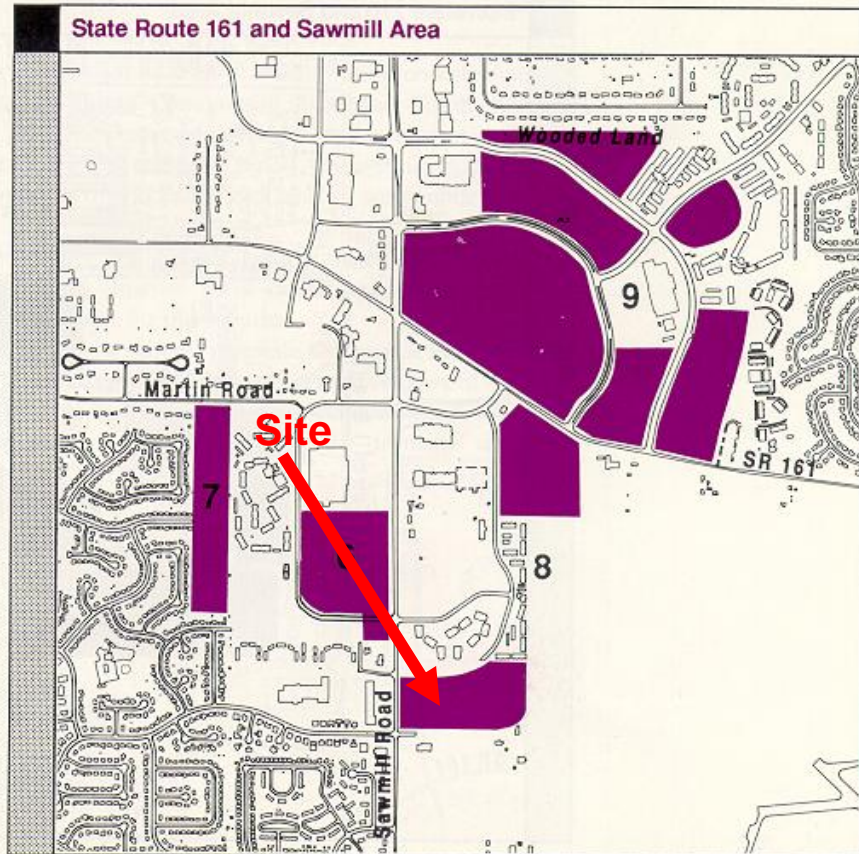 State Route 161 and Sawmill Area
Wooded Land
9
Martin Road
Site
SR 161
7
8
Sawmill Road